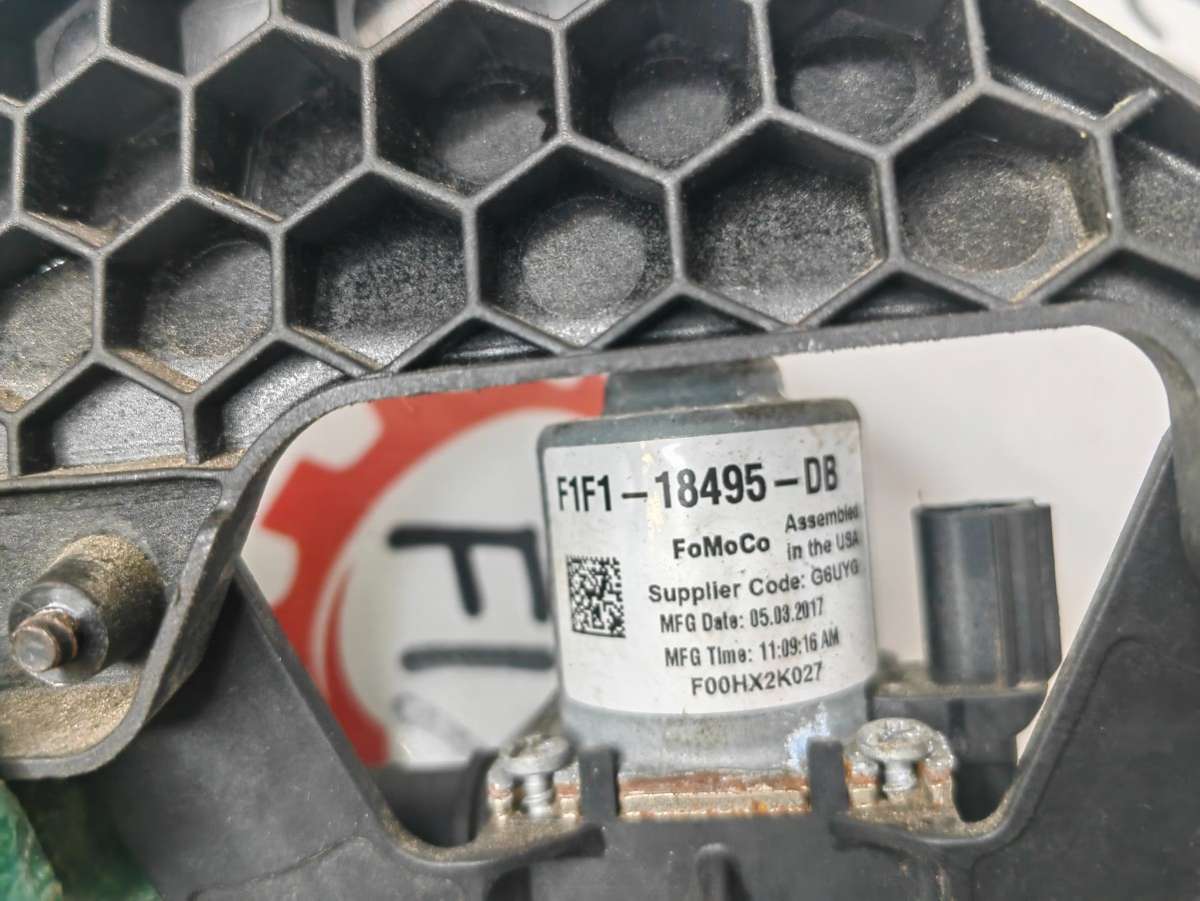 F1F1-18495-DB
FoMoCo
Assembled
in the USA
Supplier Code: G6UYG
MFG Date: 05.03.2017
MFG Time: 11:09:16 AM
F00HX2K027